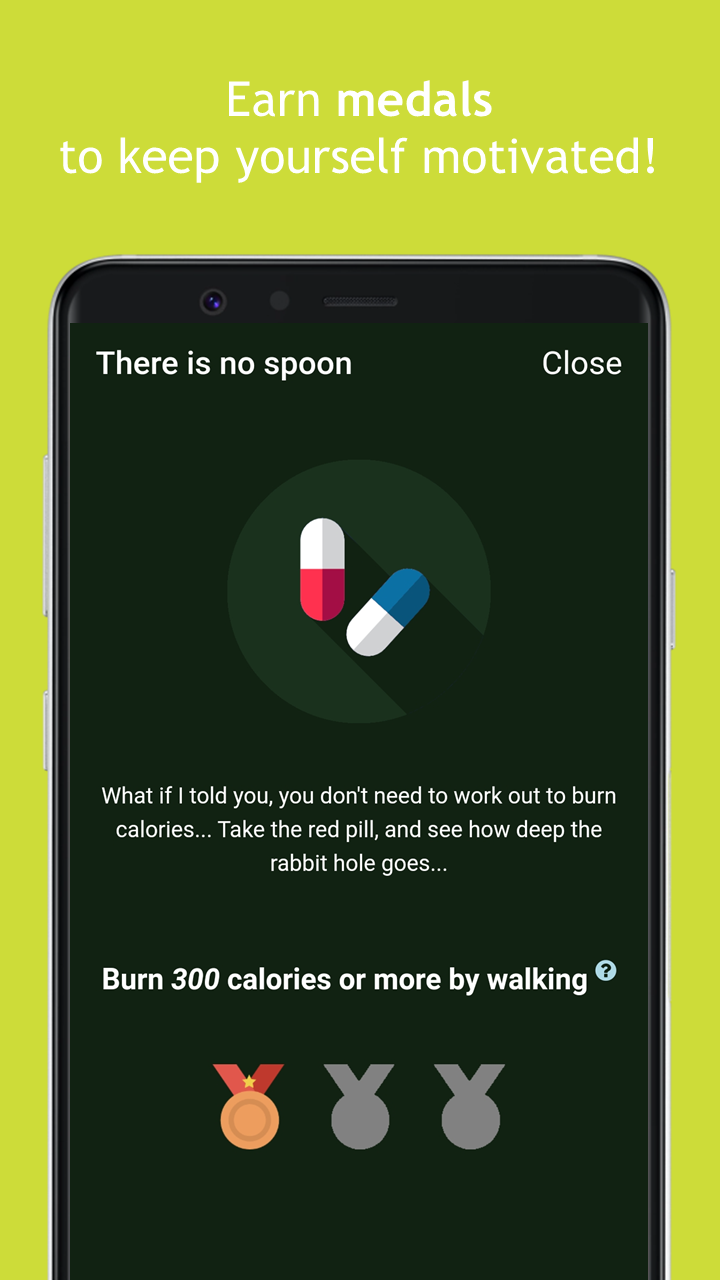 Earn medals
to keep yourself motivated!
There is no spoon
Close
What if I told you, you don't need to work out to burn
calories... Take the red pill, and see how deep the
rabbit hole goes...
Burn 300 calories or more by walking ?